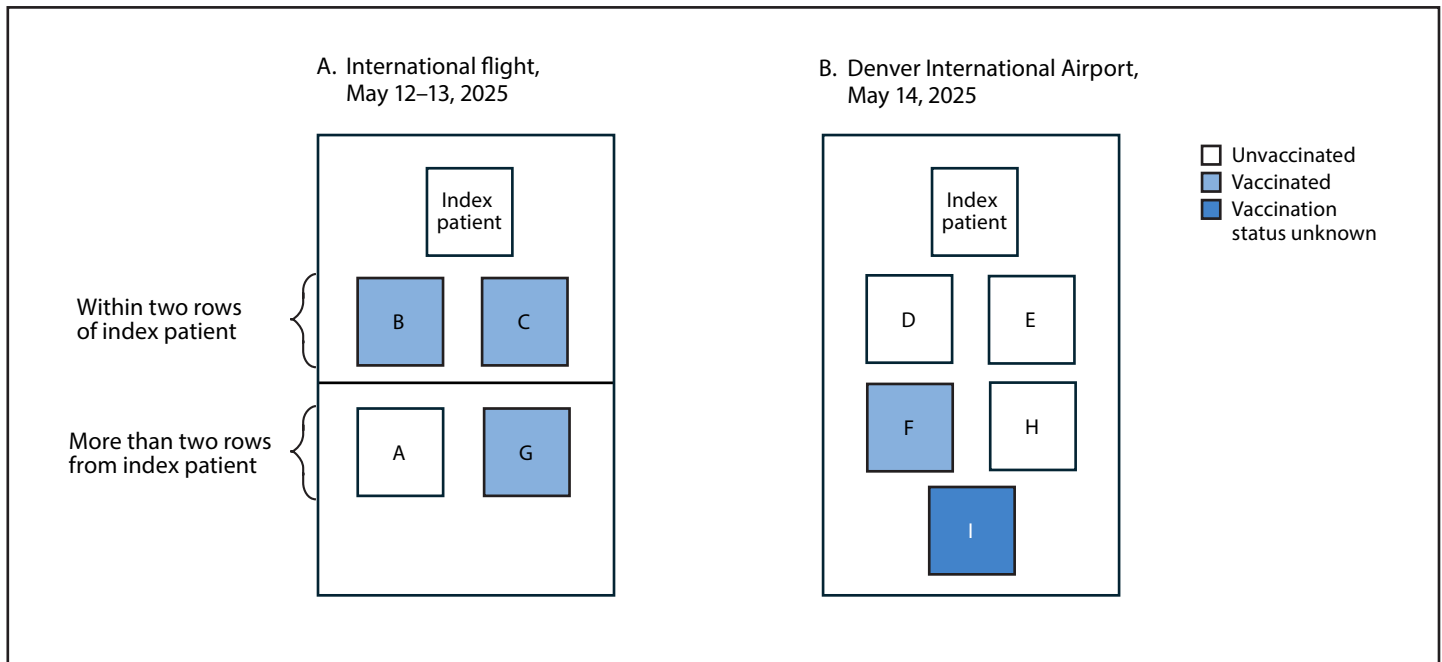 A. International flight,
May 12–13, 2025
Index
patient
Within two rows
of index patient
B
C
More than two rows
from index patient
A
G
B. Denver International Airport,
May 14, 2025
Index
patient
D
E
F
H
I
Unvaccinated
Vaccinated
Vaccination
status unknown